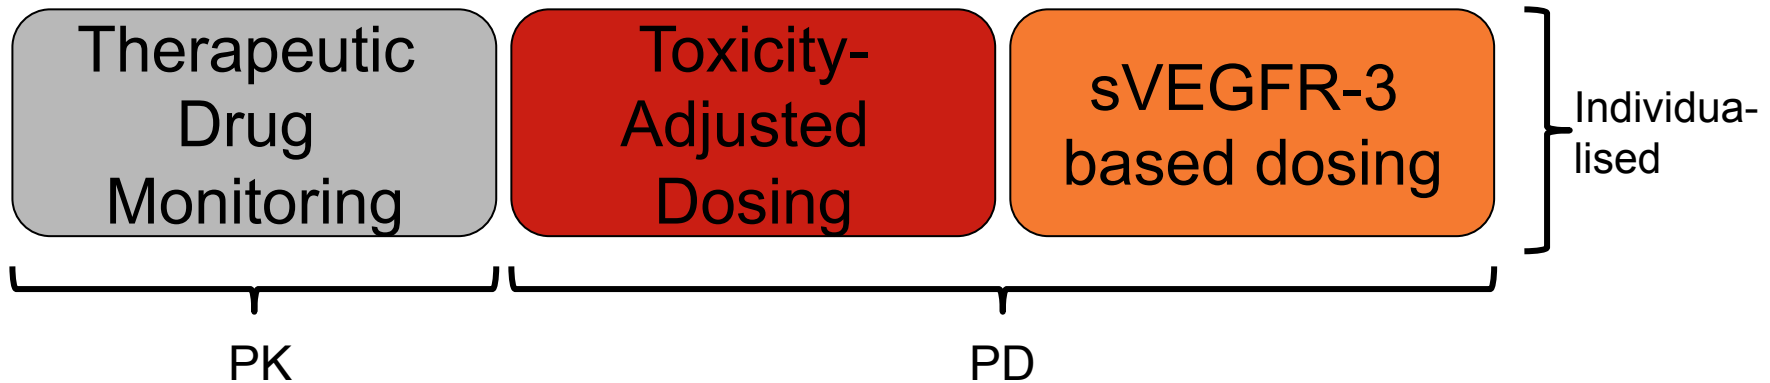 Therapeutic
Drug
Monitoring
Toxicity-
Adjusted
Dosing
sVEGFR-3
based dosing
Individua-
lised
PK
PD